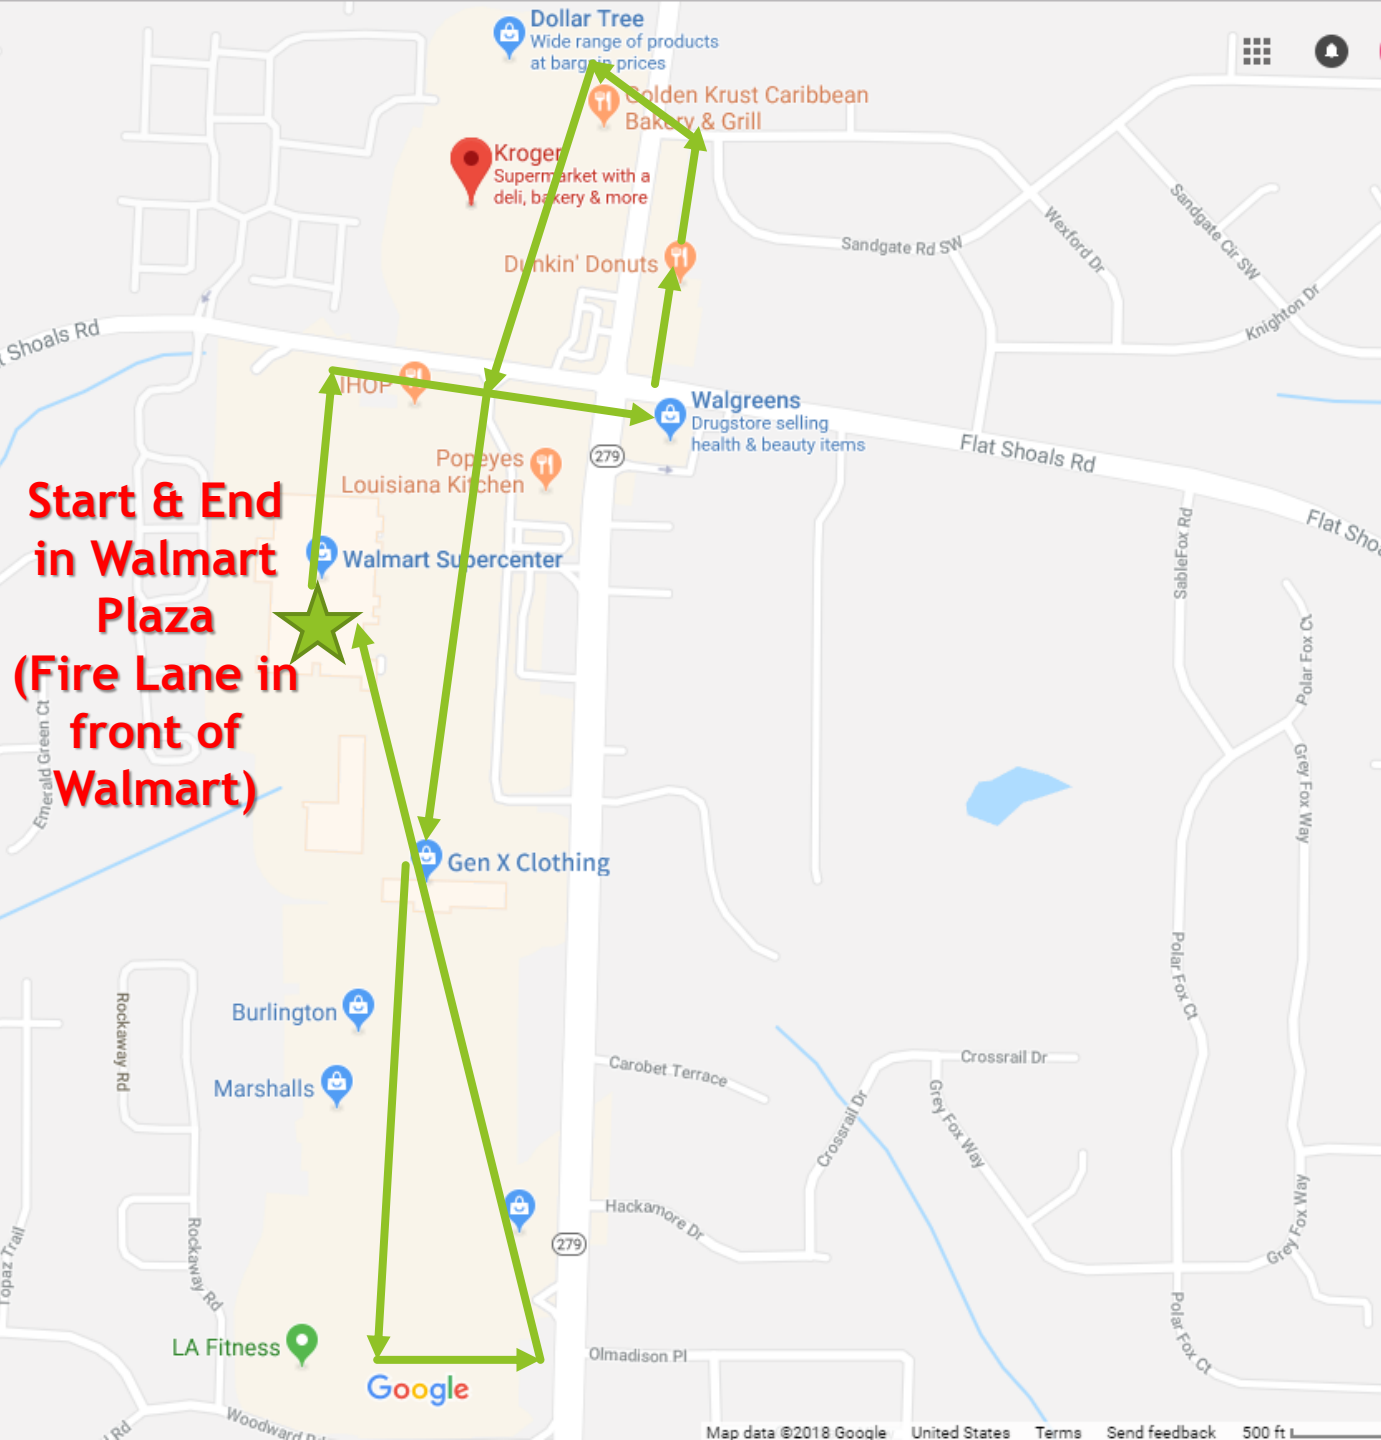 Dollar Tree
Wide range of products
at bargain prices
Golden Krust Caribbean
Bakery & Grill
Kroger
Supermarket with a
deli, bakery & more
Sandgate Rd SW
Wexford Dr
Sandgate Cir SW
Knighton Dr
Dunkin' Donuts
t Shoals Rd
IHOP
Walgreens
Drugstore selling
health & beauty items
Flat Shoals Rd
Flat Shoa
279
Popeyes
Louisiana Kitchen
Start & End
in Walmart
Plaza
(Fire Lane in
front of
Walmart)
Walmart Supercenter
SableFox Rd
Polar Fox Ct
Emerald Green Ct
Grey Fox Way
Gen X Clothing
Polar Fox Ct
Rockaway Rd
Burlington
Marshalls
Carobet Terrace
Crossrail Dr
Crossrail Dr
Grey Fox Way
Hackamore Dr
Grey Fox Way
279
Topaz Trail
Rockaway Rd
Polar Fox Ct
LA Fitness
Olmadison Pl
Google
Woodward
Rd
Map data ©2018 Google United States Terms Send feedback 500 ft